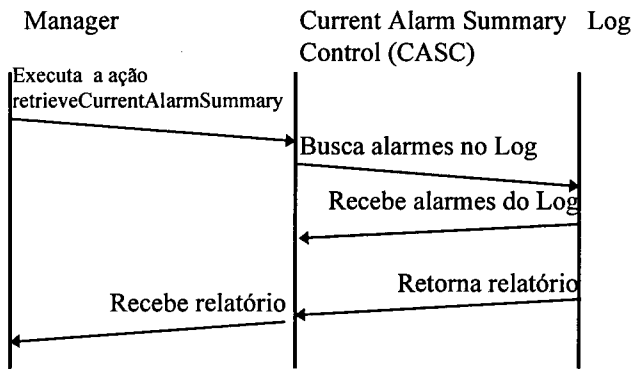 Manager
Current Alarm Summary
Control (CASC)
Log
Executa a ação
retrieveCurrentAlarmSummary
Busca alarmes no Log
Recebe alarmes do Log
Retorna relatório
Recebe relatório